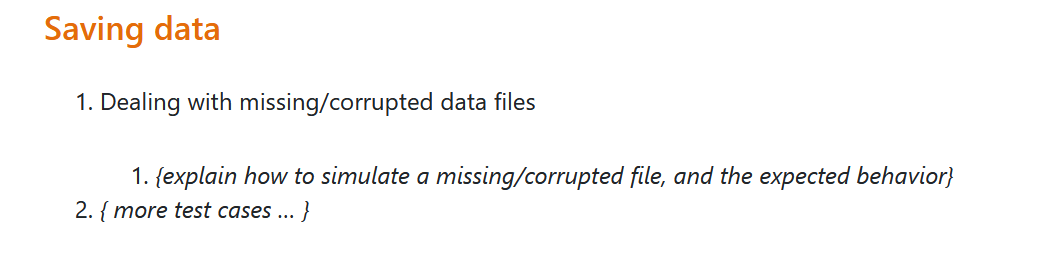 Saving data
1. Dealing with missing/corrupted data files
1. {explain how to simulate a missing/corrupted file, and the expected behavior}
2. { more test cases … }